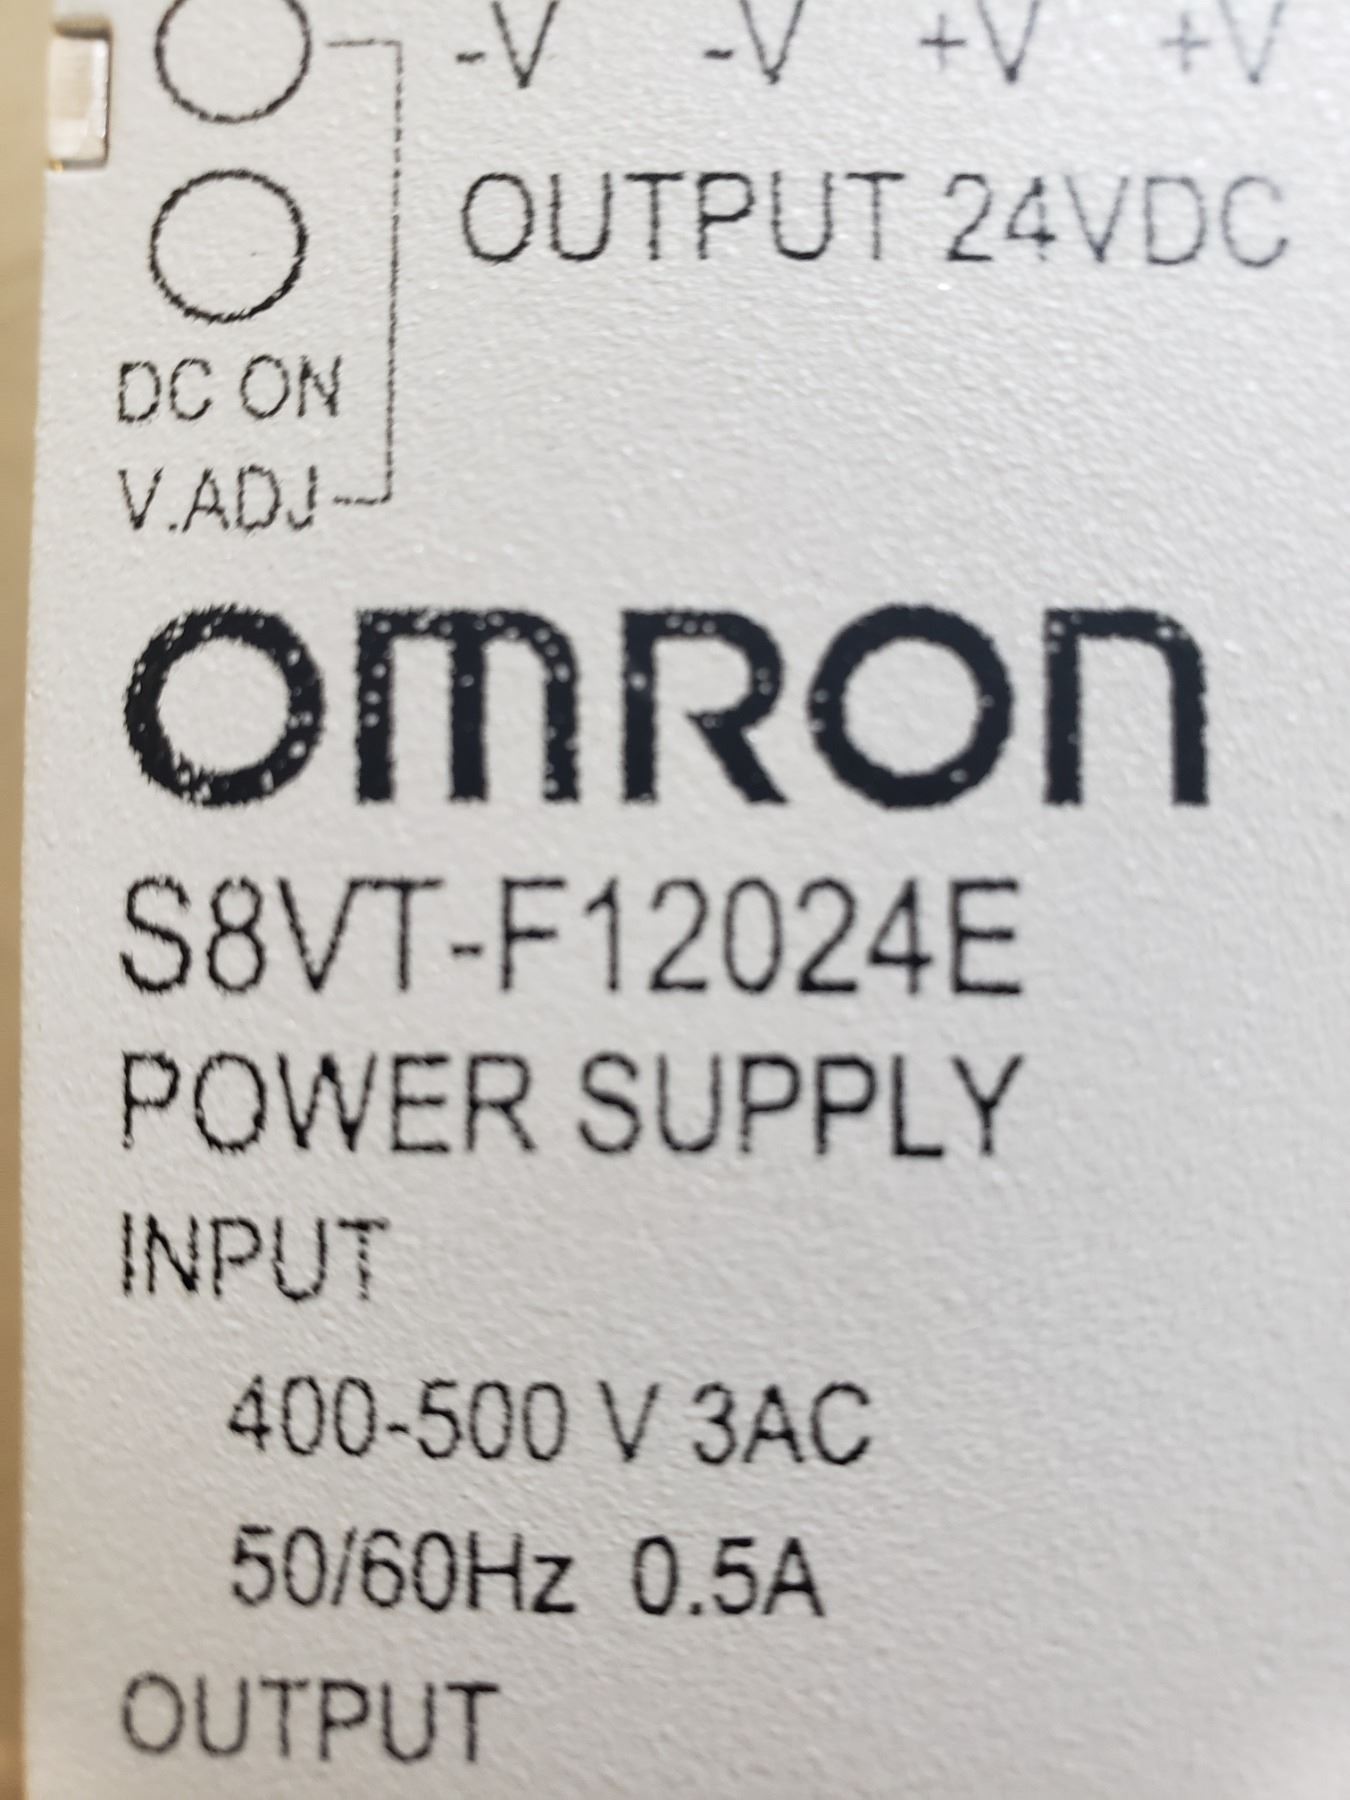 -V -V +V +V
OUTPUT 24VDC
DC ON
V.ADJ
OMRON
S8VT-F12024E
POWER SUPPLY
INPUT
400-500 V 3AC
50/60Hz 0.5A
OUTPUT